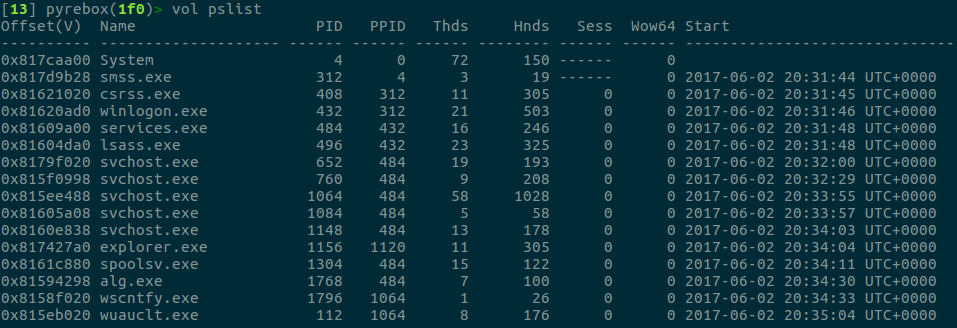 [13] pyrebox(1f0)> vol pslist
Offset(V)  Name                    PID   PPID   Thds     Hnds   Sess  Wow64 Start
---------- -------------------- ------ ------ ------ -------- ------ ------ ------------------------------
0x817caa00 System                    4      0     72      150 ------      0
0x817d9b28 smss.exe                312      4      3       19 ------      0 2017-06-02 20:31:44 UTC+0000
0x81621020 csrss.exe               408    312     11      305      0      0 2017-06-02 20:31:45 UTC+0000
0x81620ad0 winlogon.exe            432    312     21      503      0      0 2017-06-02 20:31:46 UTC+0000
0x81609a00 services.exe            484    432     16      246      0      0 2017-06-02 20:31:48 UTC+0000
0x81604da0 lsass.exe               496    432     23      325      0      0 2017-06-02 20:31:48 UTC+0000
0x8179f020 svchost.exe             652    484     19      193      0      0 2017-06-02 20:32:00 UTC+0000
0x815f0998 svchost.exe             760    484      9      208      0      0 2017-06-02 20:32:29 UTC+0000
0x815ee488 svchost.exe            1064    484     58     1028      0      0 2017-06-02 20:33:55 UTC+0000
0x81605a08 svchost.exe            1084    484      5       58      0      0 2017-06-02 20:33:57 UTC+0000
0x8160e838 svchost.exe            1148    484     13      178      0      0 2017-06-02 20:34:03 UTC+0000
0x817427a0 explorer.exe           1156   1120     11      305      0      0 2017-06-02 20:34:04 UTC+0000
0x8161c880 spoolsv.exe            1304    484     15      122      0      0 2017-06-02 20:34:11 UTC+0000
0x81594298 alg.exe                1768    484      7      100      0      0 2017-06-02 20:34:30 UTC+0000
0x8158f020 wscntfy.exe            1796   1064      1       26      0      0 2017-06-02 20:34:33 UTC+0000
0x815eb020 wuauclt.exe             112   1064      8      176      0      0 2017-06-02 20:35:04 UTC+0000